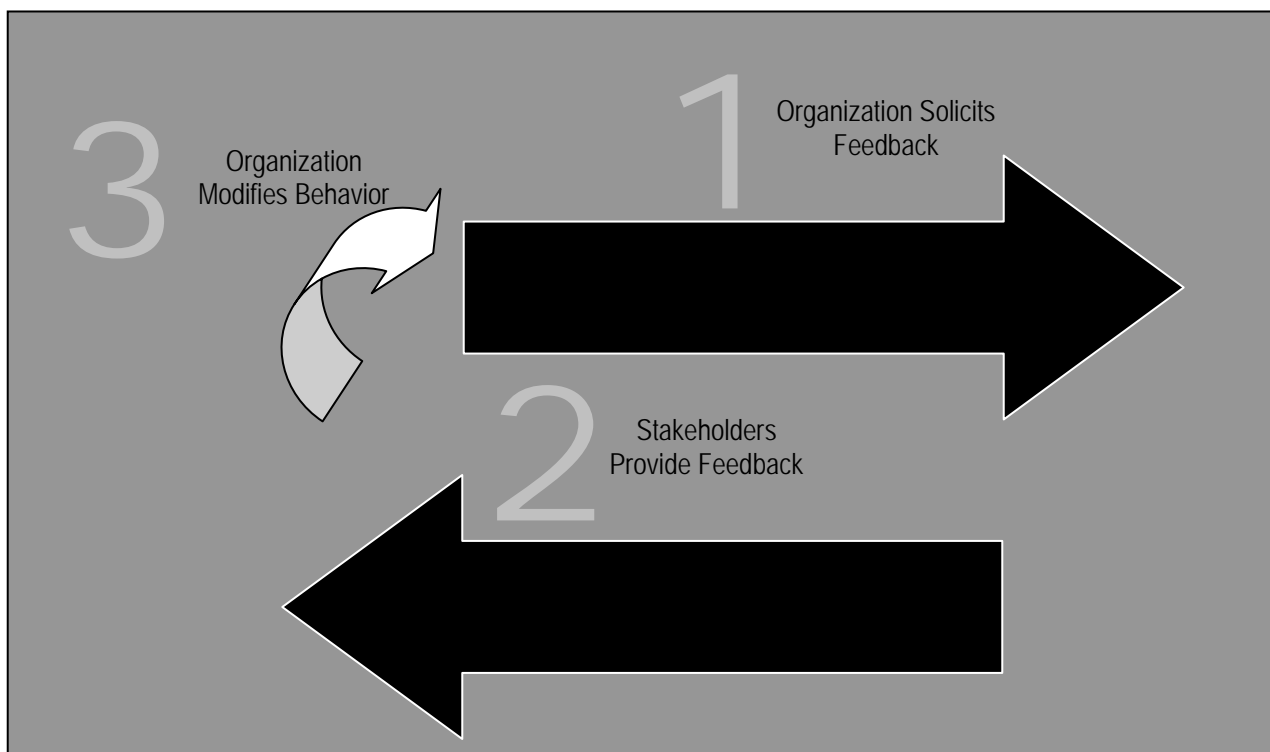 1
Organization Solicits
Feedback
2
Stakeholders
Provide Feedback
3
Organization
Modifies Behavior